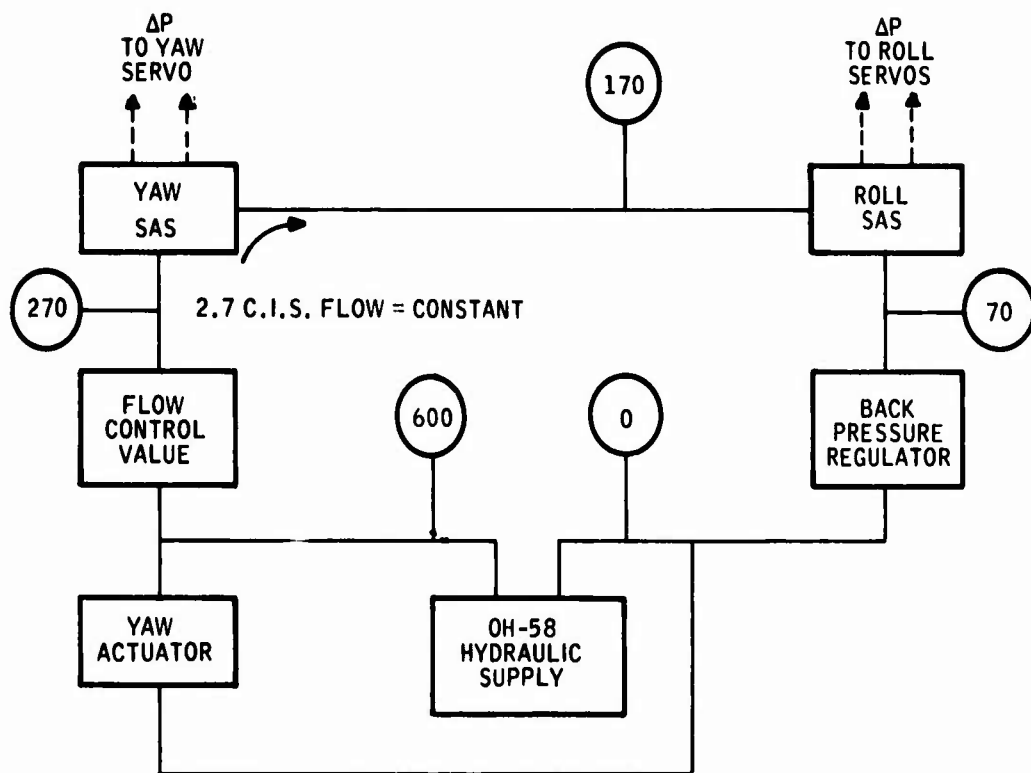 ΔP
TO YAW
SERVO
ΔP
TO ROLL
SERVOS
170
YAW
SAS
ROLL
SAS
270
2.7 C.I.S. FLOW = CONSTANT
70
FLOW
CONTROL
VALUE
600
0
BACK
PRESSURE
REGULATOR
YAW
ACTUATOR
OH-58
HYDRAULIC
SUPPLY